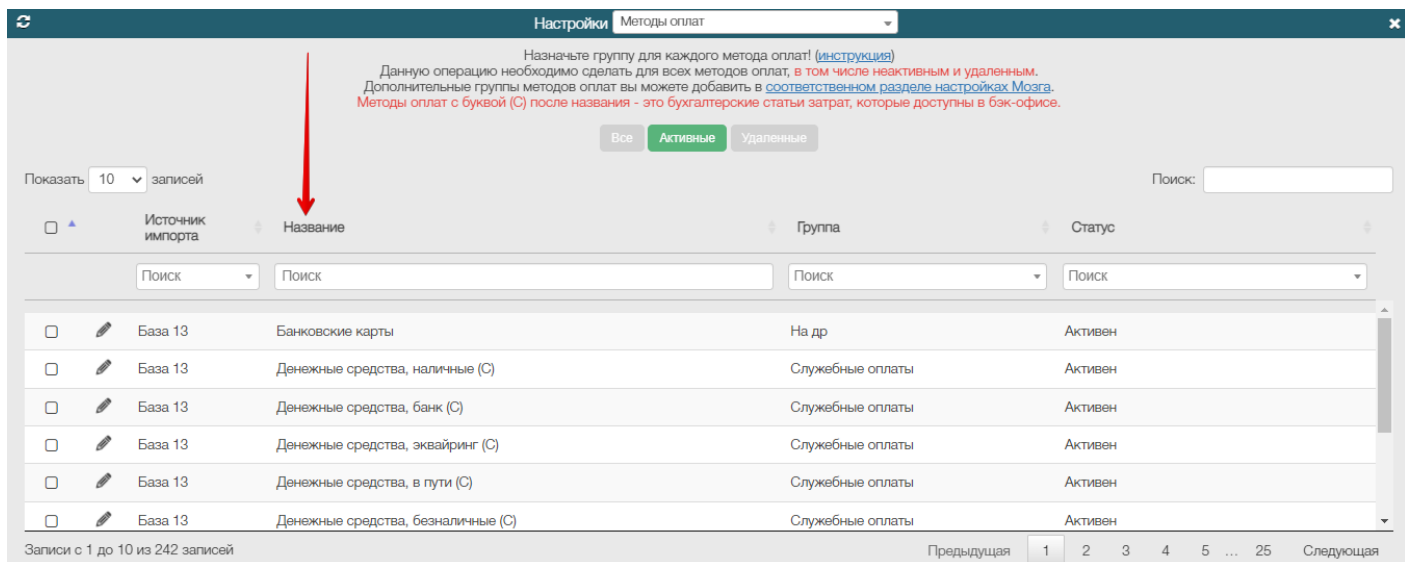 Настройки Методы оплат
Назначьте группу для каждого метода оплат! (инструкция)
Данную операцию необходимо сделать для всех методов оплат, в том числе неактивным и удаленным.
Дополнительные группы методов оплат вы можете добавить в соответственном разделе настройках Мозга.
Методы оплат с буквой (С) после названия - это бухгалтерские статьи затрат, которые доступны в бэк-офисе.
Все Активные Удаленные
Показать 10 записей Поиск:
Источник импорта Название Группа Статус
Поиск Поиск Поиск Поиск
База 13 Банковские карты На др Активен
База 13 Денежные средства, наличные (С) Служебные оплаты Активен
База 13 Денежные средства, банк (С) Служебные оплаты Активен
База 13 Денежные средства, эквайринг (С) Служебные оплаты Активен
База 13 Денежные средства, в пути (С) Служебные оплаты Активен
База 13 Денежные средства, безналичные (С) Служебные оплаты Активен
Записи с 1 до 10 из 242 записей Предыдущая 1 2 3 4 5 ... 25 Следующая